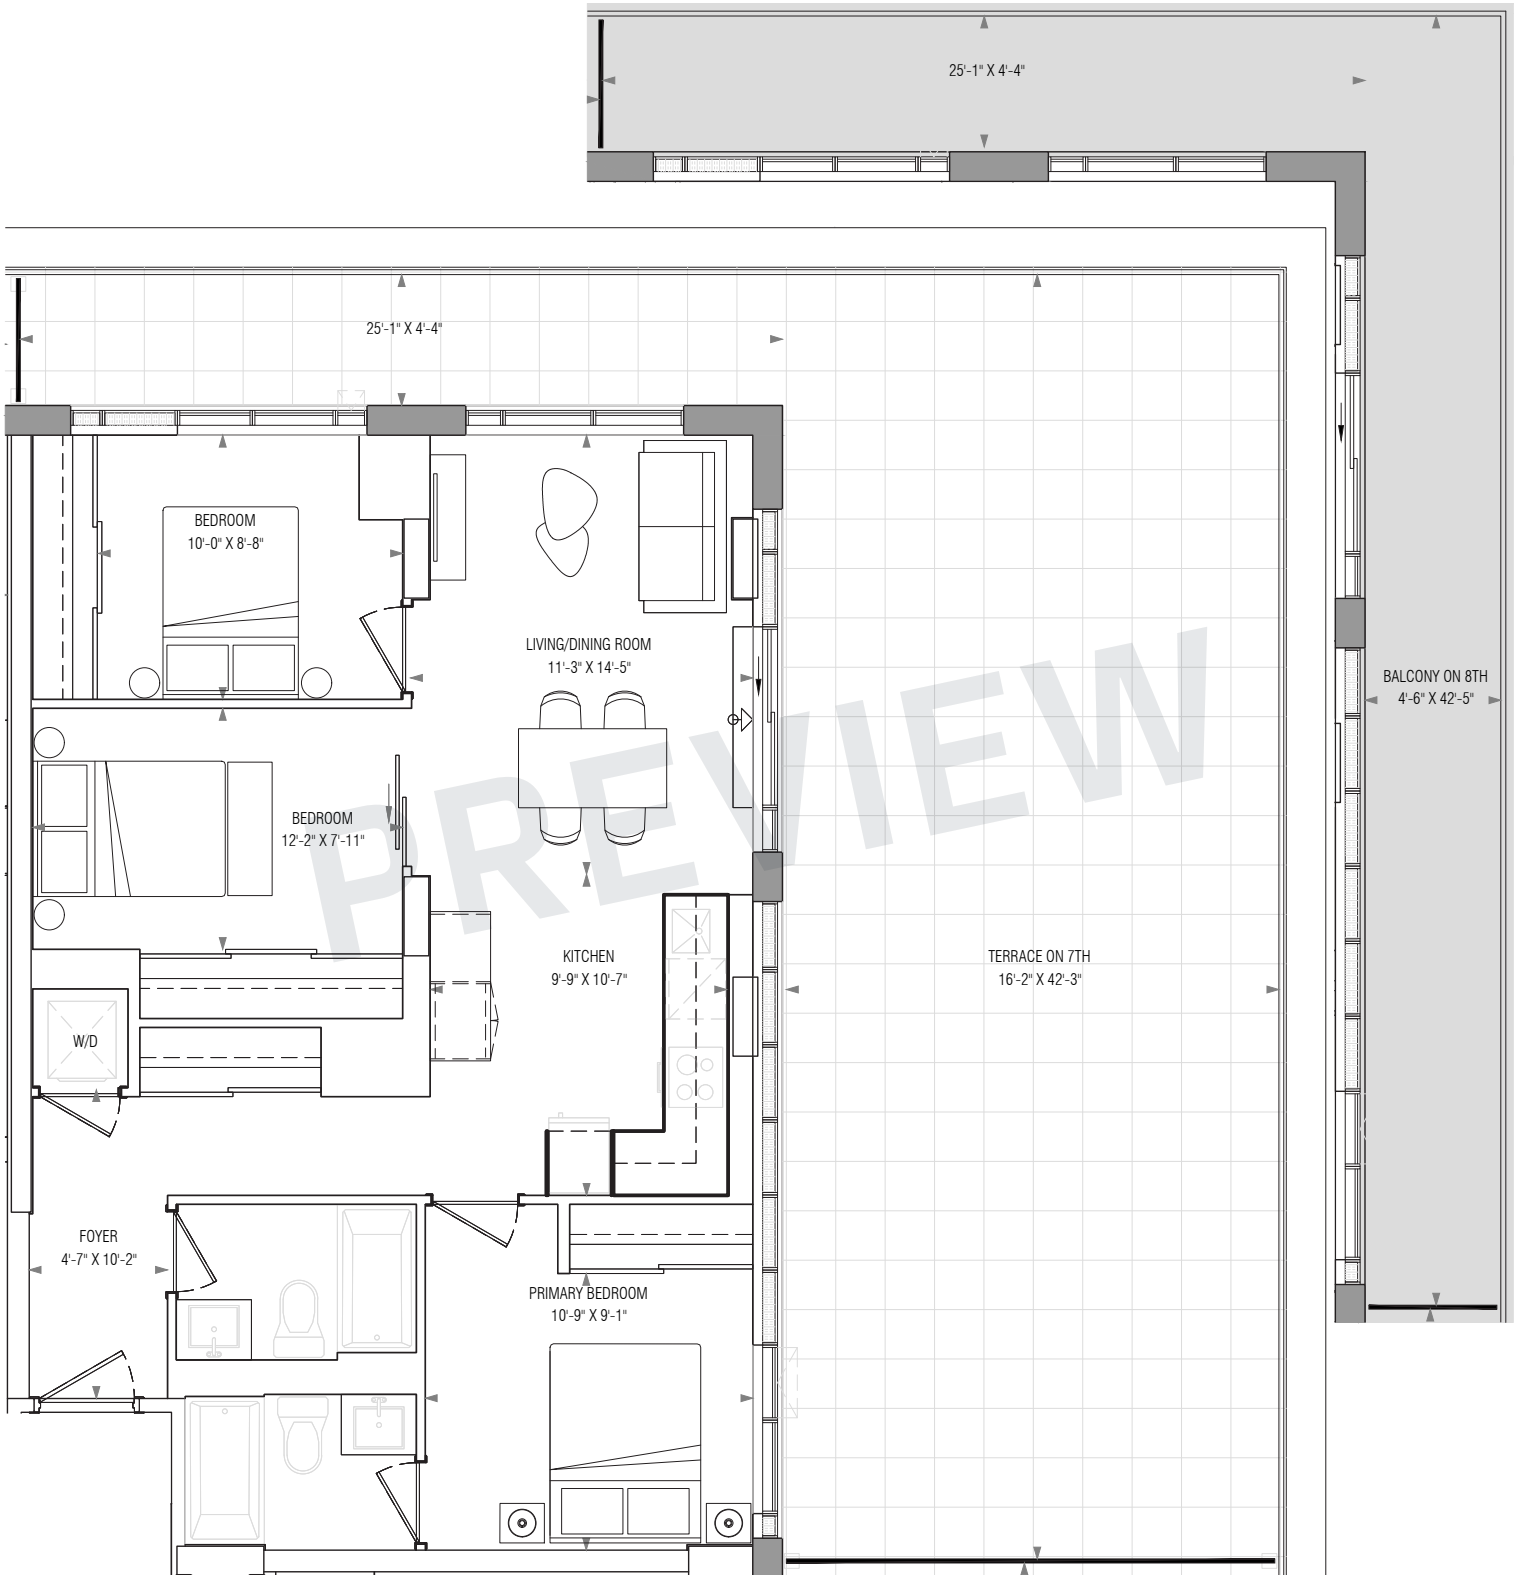 25'-1" X 4'-4"
25'-1" X 4'-4"
BEDROOM
10'-0" X 8'-8"
LIVING/DINING ROOM
11'-3" X 14'-5"
BALCONY ON 8TH
4'-6" X 42'-5"
PREVIEW
BEDROOM
12'-2" X 7'-11"
KITCHEN
9'-9" X 10'-7"
TERRACE ON 7TH
16'-2" X 42'-3"
W/D
FOYER
4'-7" X 10'-2"
PRIMARY BEDROOM
10'-9" X 9'-1"